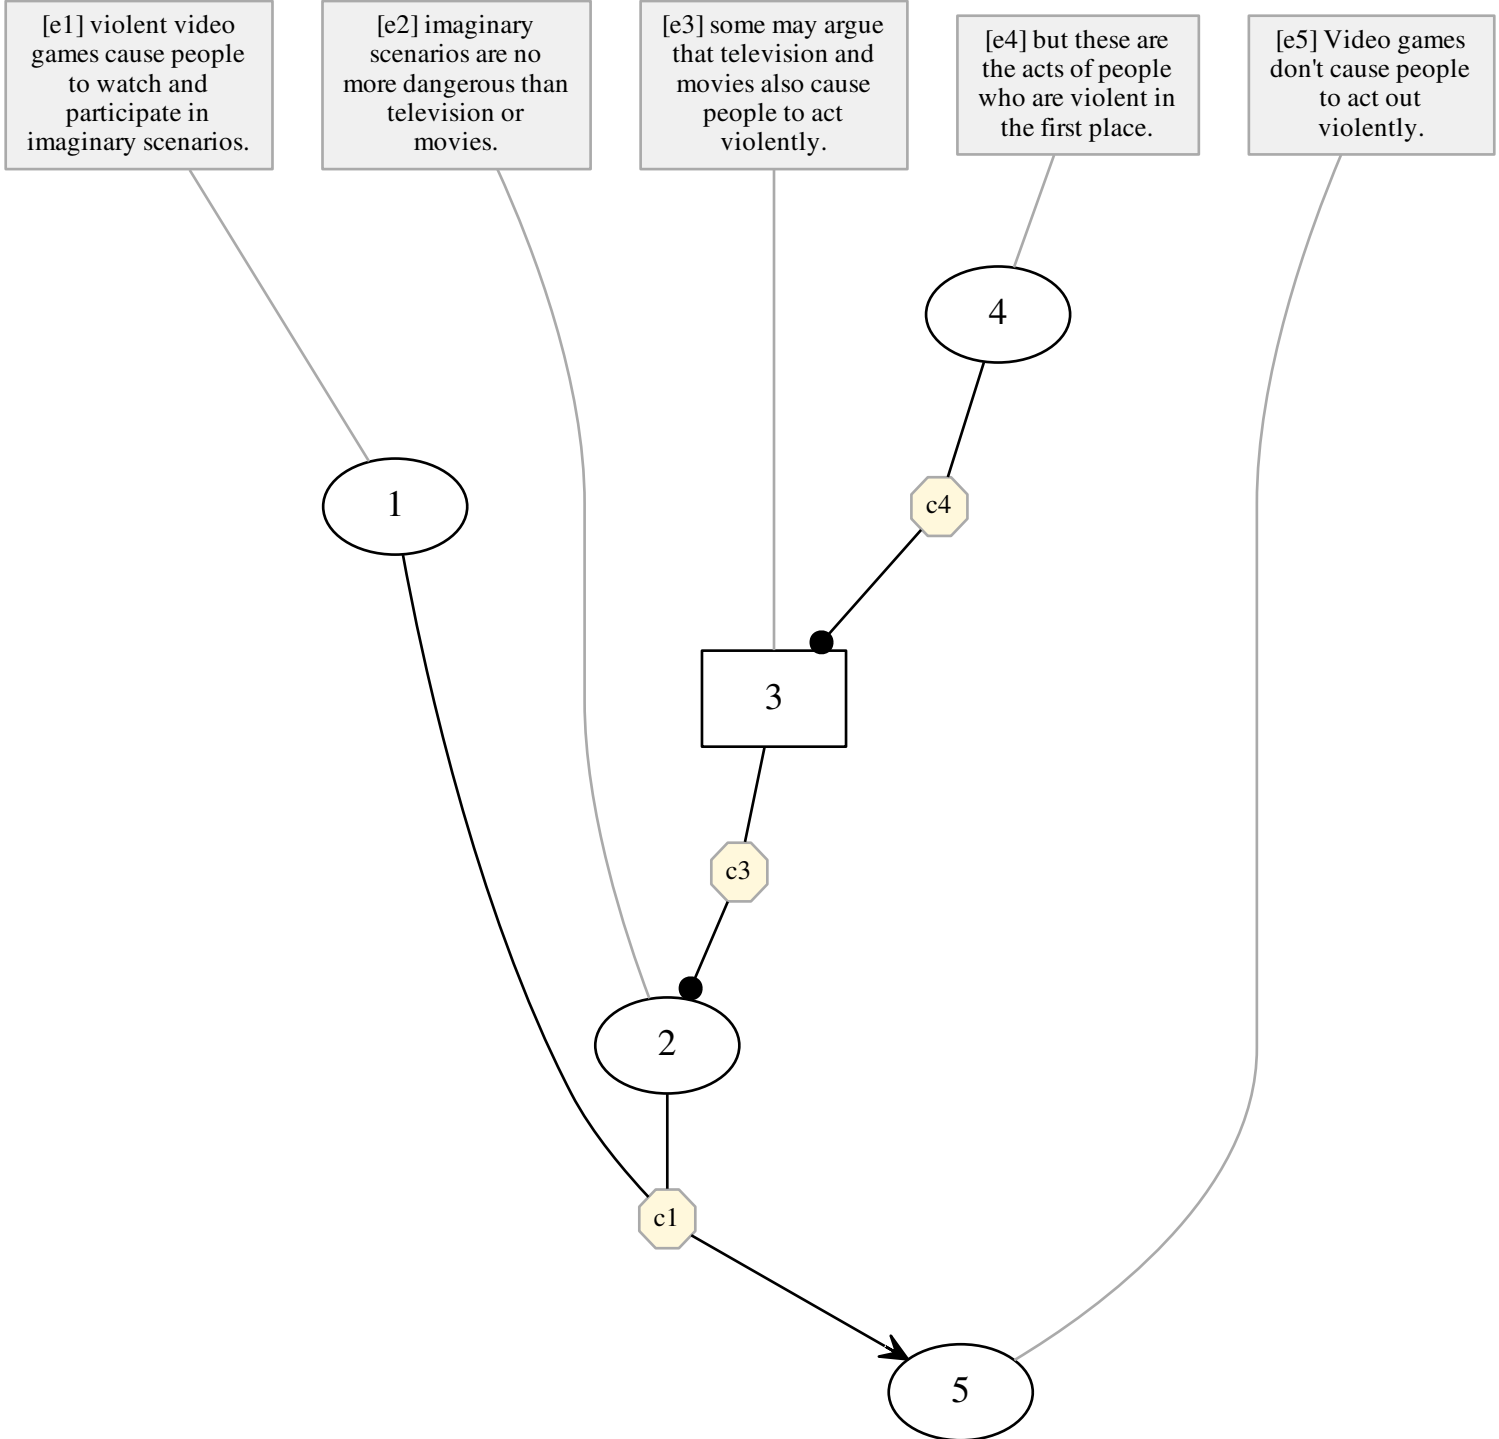 [e1] violent video
games cause people
to watch and
participate in
imaginary scenarios.
[e2] imaginary
scenarios are no
more dangerous than
television or
movies.
[e3] some may argue
that television and
movies also cause
people to act
violently.
[e4] but these are
the acts of people
who are violent in
the first place.
[e5] Video games
don't cause people
to act out
violently.
4
1
c4
3
c3
2
c1
5